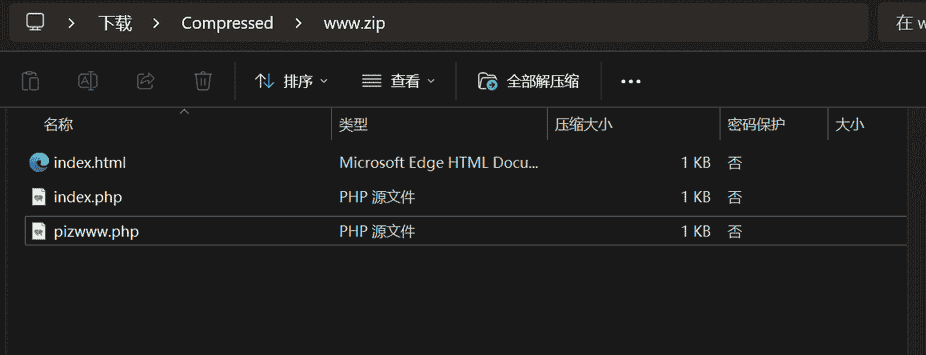 下载 Compressed www.zip 在 w
排序 查看 全部解压缩
名称 类型 压缩大小 密码保护 大小
index.html Microsoft Edge HTML Docu... 1 KB 否
index.php PHP 源文件 1 KB 否
pizwww.php PHP 源文件 1 KB 否